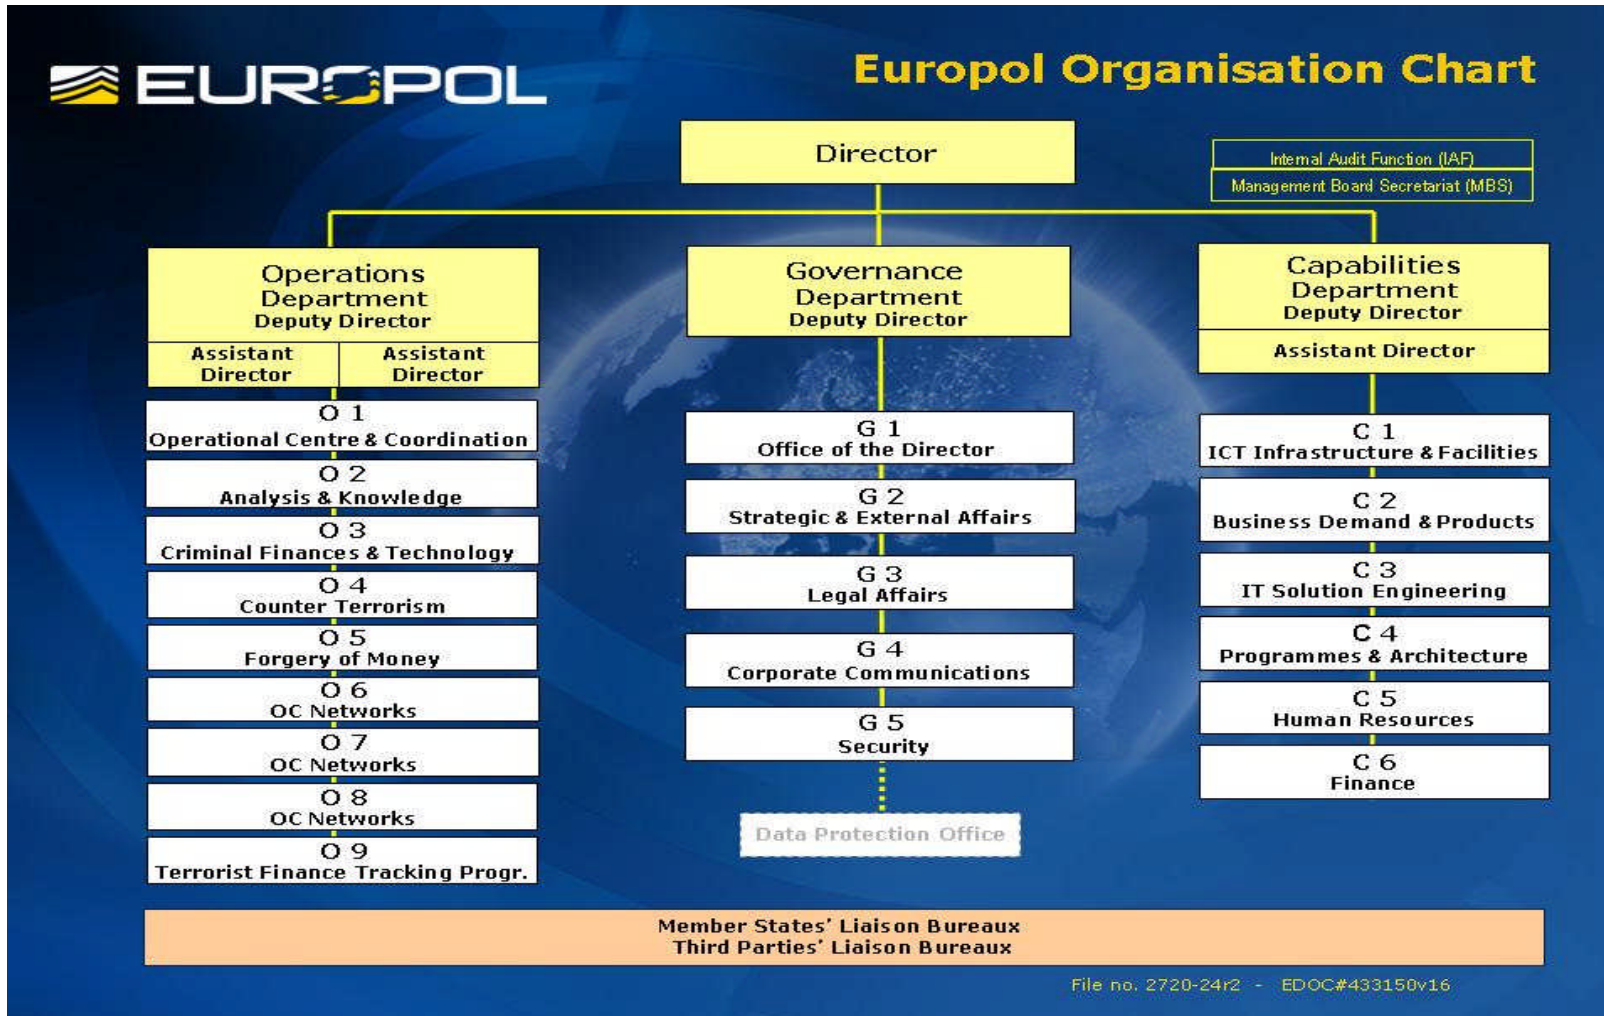 EUROPOL
Europol Organisation Chart
Director
Internal Audit Function (IAF)
Management Board Secretariat (MBS)
Operations
Department
Deputy Director
Assistant
Director
Assistant
Director
O 1
Operational Centre & Coordination
O 2
Analysis & Knowledge
O 3
Criminal Finances & Technology
O 4
Counter Terrorism
O 5
Forgery of Money
O 6
OC Networks
O 7
OC Networks
O 8
OC Networks
O 9
Terrorist Finance Tracking Progr.
Governance
Department
Deputy Director
G 1
Office of the Director
G 2
Strategic & External Affairs
G 3
Legal Affairs
G 4
Corporate Communications
G 5
Security
Data Protection Office
Capabilities
Department
Deputy Director
Assistant Director
C 1
ICT Infrastructure & Facilities
C 2
Business Demand & Products
C 3
IT Solution Engineering
C 4
Programmes & Architecture
C 5
Human Resources
C 6
Finance
Member States' Liaison Bureaux
Third Parties' Liaison Bureaux
File no. 2720-24r2 - EDOC#433150v16